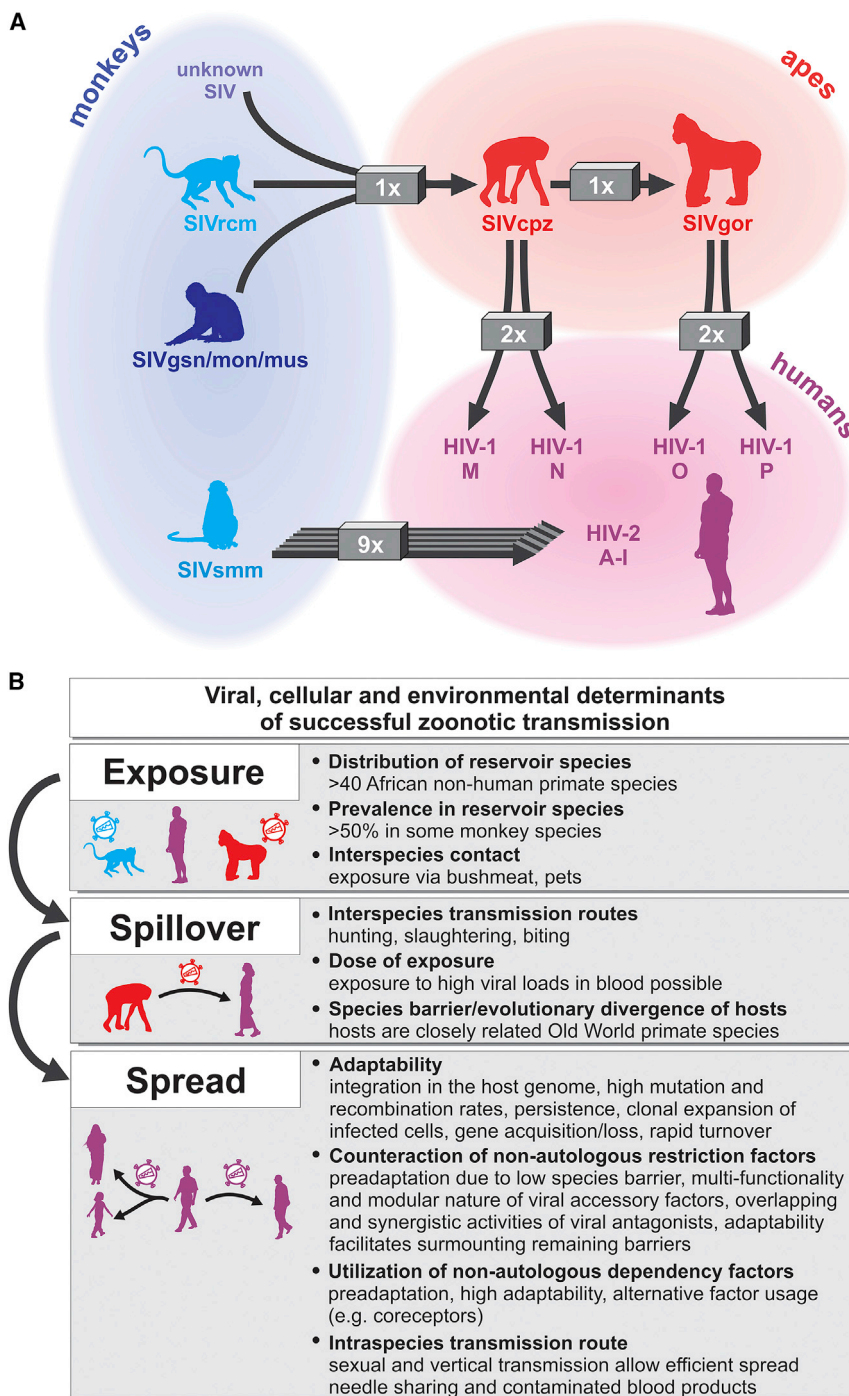 A
monkeys
apes
unknown
SIV
1x
1x
SIVrcm
SIVcpz
SIVgor
SIVgsn/mon/mus
2x
2x
humans
HIV-1
M
HIV-1
N
HIV-1
O
HIV-1
P
9x
HIV-2
A-I
SIVsmm
B
Viral, cellular and environmental determinants
of successful zoonotic transmission
Exposure
• Distribution of reservoir species
>40 African non-human primate species
• Prevalence in reservoir species
>50% in some monkey species
• Interspecies contact
exposure via bushmeat, pets
Spillover
• Interspecies transmission routes
hunting, slaughtering, biting
• Dose of exposure
exposure to high viral loads in blood possible
• Species barrier/evolutionary divergence of hosts
hosts are closely related Old World primate species
Spread
• Adaptability
integration in the host genome, high mutation and
recombination rates, persistence, clonal expansion of
infected cells, gene acquisition/loss, rapid turnover
• Counteraction of non-autologous restriction factors
preadaptation due to low species barrier, multi-functionality
and modular nature of viral accessory factors, overlapping
and synergistic activities of viral antagonists, adaptability
facilitates surmounting remaining barriers
• Utilization of non-autologous dependency factors
preadaptation, high adaptability, alternative factor usage
(e.g. coreceptors)
• Intraspecies transmission route
sexual and vertical transmission allow efficient spread
needle sharing and contaminated blood products